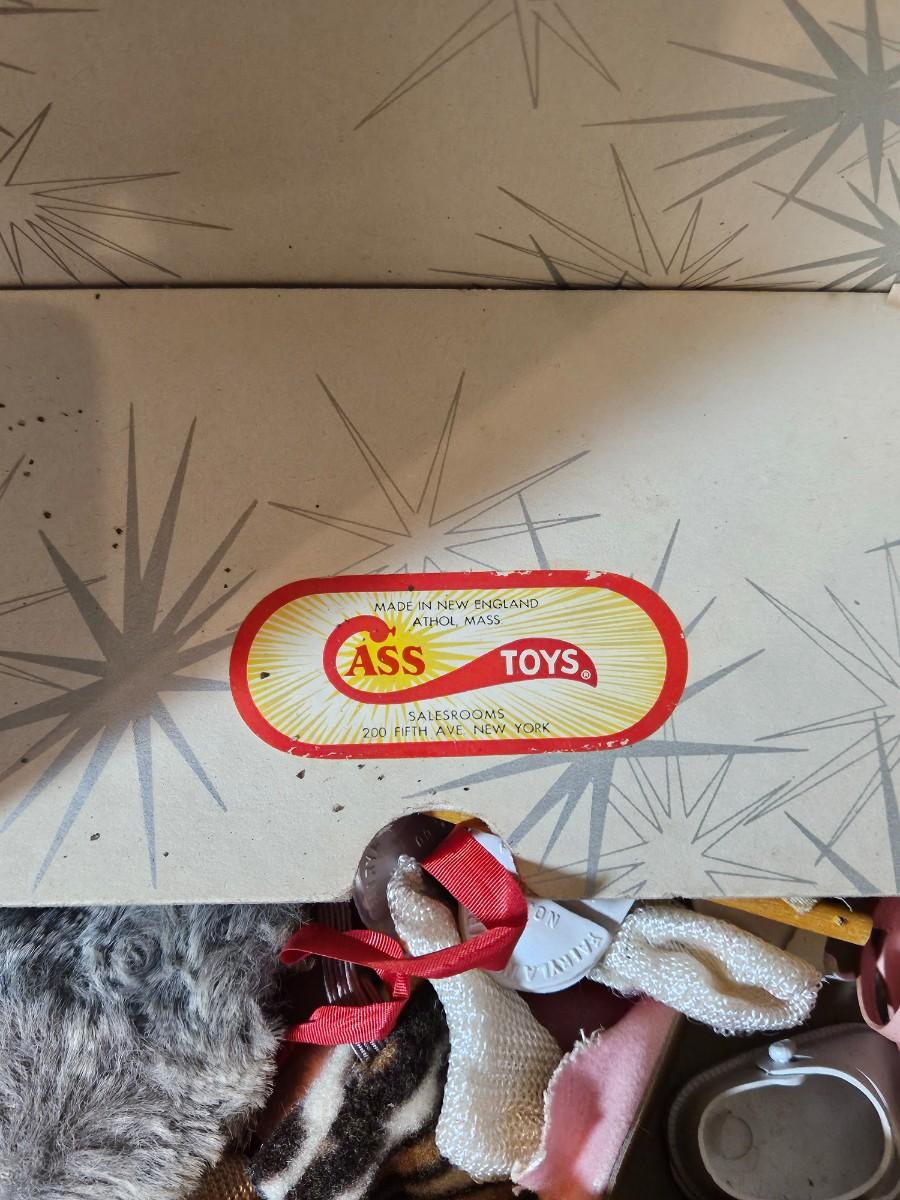 MADE IN NEW ENGLAND
ATHOL, MASS
CASS TOYS®
SALESROOMS
200 FIFTH AVE. NEW YORK